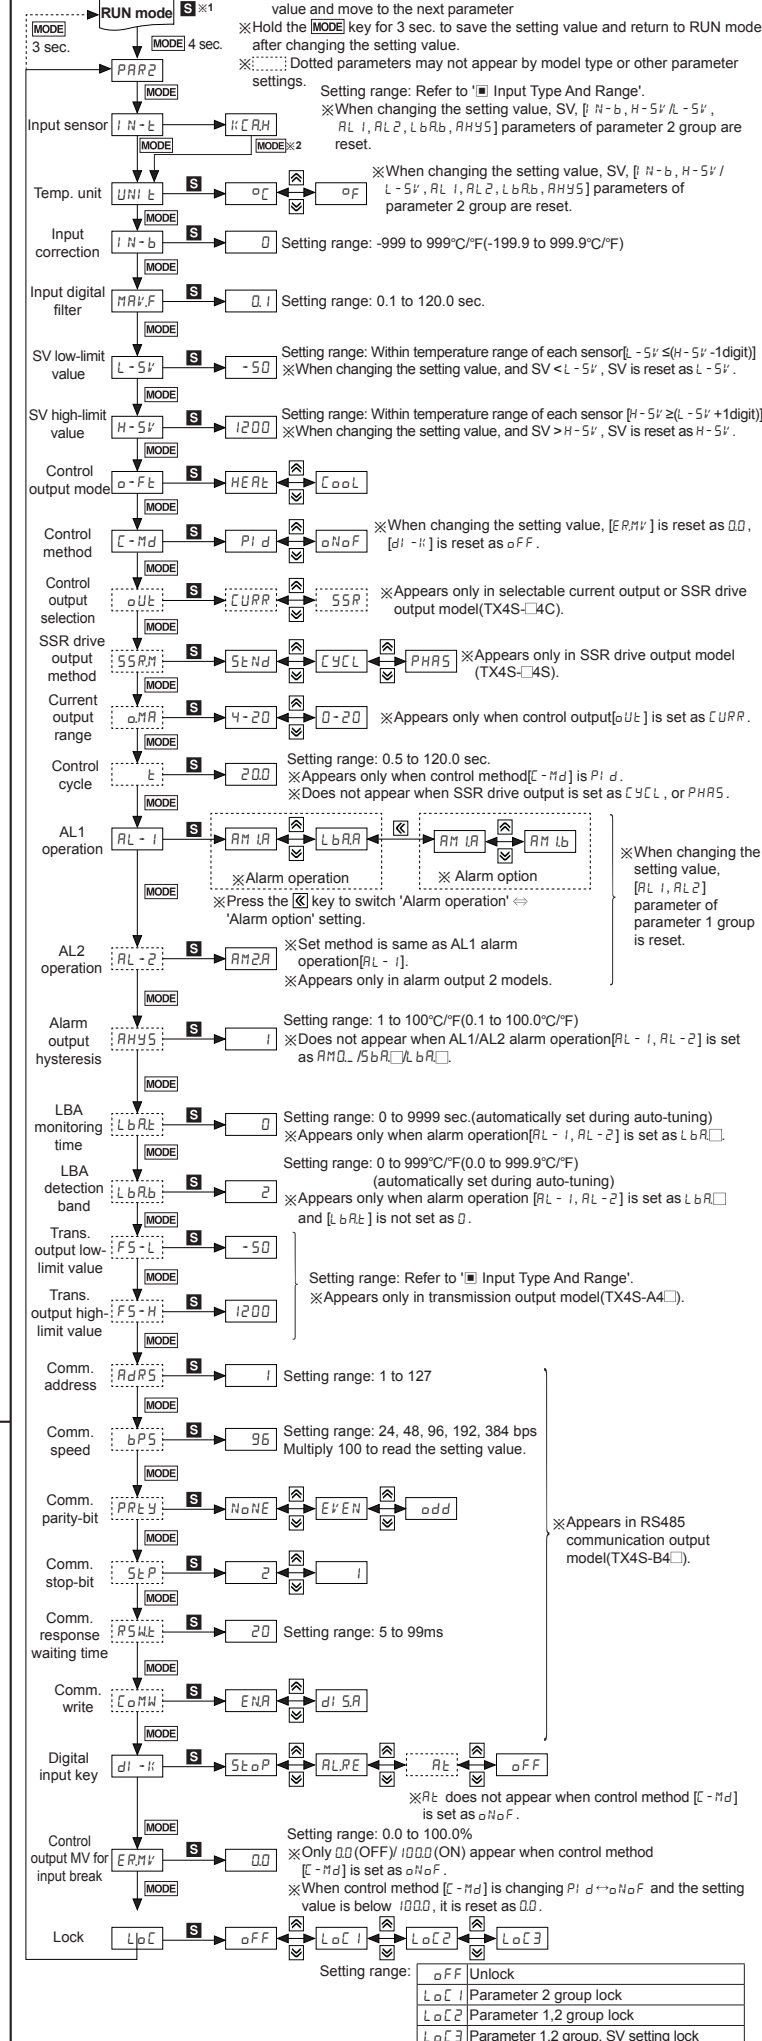 RUN mode S ※1
MODE
3 sec.
MODE 4 sec.
value and move to the next parameter
※Hold the MODE key for 3 sec. to save the setting value and return to RUN mode
after changing the setting value.
※ Dotted parameters may not appear by model type or other parameter
settings.
PAR2
MODE
Setting range: Refer to '▣ Input Type And Range'.
※When changing the setting value, SV, [IN-b, H-SV/L-SV,
AL1, AL2, LbA.b, AHYS] parameters of parameter 2 group are
reset.
Input sensor IN-t KCA.H
MODE MODE ※2
※When changing the setting value, SV, [IN-b, H-SV/
L-SV, AL1, AL2, LbA.b, AHYS] parameters of
parameter 2 group are reset.
Temp. unit UNIt S °C °F
MODE
Input
correction IN-b S 0 Setting range: -999 to 999°C/°F(-199.9 to 999.9°C/°F)
MODE
Input digital
filter MAV.F S 0.1 Setting range: 0.1 to 120.0 sec.
MODE
SV low-limit
value L-SV S -50 Setting range: Within temperature range of each sensor[L-SV ≤(H-SV -1digit)]
※When changing the setting value, and SV < L-SV, SV is reset as L-SV.
MODE
SV high-limit
value H-SV S 1200 Setting range: Within temperature range of each sensor [H-SV ≥(L-SV +1digit)]
※When changing the setting value, and SV > H-SV, SV is reset as H-SV.
MODE
Control
output mode o-Ft S HEAt CooL
MODE
Control
method C-Md S PId oNoF ※When changing the setting value, [ER.MV] is reset as 0.0,
[dI-K] is reset as oFF.
MODE
Control
output
selection oUt S CURR SSR ※Appears only in selectable current output or SSR drive
output model(TX4S-□4C).
MODE
SSR drive
output
method SSR.M S StNd CYCL PHAS ※Appears only in SSR drive output model
(TX4S-□4S).
MODE
Current
output
range o.MA S 4-20 0-20 ※Appears only when control output[oUt] is set as CURR.
MODE
Control
cycle t S 20.0 Setting range: 0.5 to 120.0 sec.
※Appears only when control method[C-Md] is PId.
※Does not appear when SSR drive output is set as CYCL, or PHAS.
MODE
AL1
operation AL-1 S AM1.A LbA.A AM1.A AM1.b
※Alarm operation ※ Alarm option
※Press the key to switch 'Alarm operation' ⇔
'Alarm option' setting.
※When changing the
setting value,
[AL1, AL2]
parameter of
parameter 1 group
is reset.
MODE
AL2
operation AL-2 S AM2.A ※Set method is same as AL1 alarm
operation[AL-1].
※Appears only in alarm output 2 models.
MODE
Alarm
output
hysteresis AHYS S 1 Setting range: 1 to 100°C/°F(0.1 to 100.0°C/°F)
※Does not appear when AL1/AL2 alarm operation[AL-1, AL-2] is set
as AM0._/SbA.□/LbA.□.
MODE
LBA
monitoring
time LbA.t S 0 Setting range: 0 to 9999 sec.(automatically set during auto-tuning)
※Appears only when alarm operation[AL-1, AL-2] is set as LbA.□.
MODE
LBA
detection
band LbA.b S 2 Setting range: 0 to 999°C/°F(0.0 to 999.9°C/°F)
(automatically set during auto-tuning)
※Appears only when alarm operation [AL-1, AL-2] is set as LbA.□
and [LbA.t] is not set as 0.
MODE
Trans.
output low-
limit value FS-L S -50
MODE
Setting range: Refer to '▣ Input Type And Range'.
※Appears only in transmission output model(TX4S-A4□).
Trans.
output high-
limit value FS-H S 1200
MODE
Comm.
address AdRS S 1 Setting range: 1 to 127
MODE
Comm.
speed bPS S 96 Setting range: 24, 48, 96, 192, 384 bps
Multiply 100 to read the setting value.
MODE
Comm.
parity-bit PRtY S NoNE EVEN odd
※Appears in RS485
communication output
model(TX4S-B4□).
MODE
Comm.
stop-bit StP S 2 1
MODE
Comm.
response
waiting time RSW.t S 20 Setting range: 5 to 99ms
MODE
Comm.
write CoMW S EN.A dIS.A
MODE
Digital
input key dI-K S StoP AL.RE At oFF
※At does not appear when control method [C-Md]
is set as oNoF.
MODE
Control
output MV for
input break ER.MV S 0.0 Setting range: 0.0 to 100.0%
※Only 0.0 (OFF)/ 100.0 (ON) appear when control method
[C-Md] is set as oNoF.
※When control method [C-Md] is changing PId ↔ oNoF and the setting
value is below 100.0, it is reset as 0.0.
MODE
Lock LoC S oFF LoC1 LoC2 LoC3
Setting range: oFF Unlock
LoC1 Parameter 2 group lock
LoC2 Parameter 1,2 group lock
LoC3 Parameter 1,2 group, SV setting lock